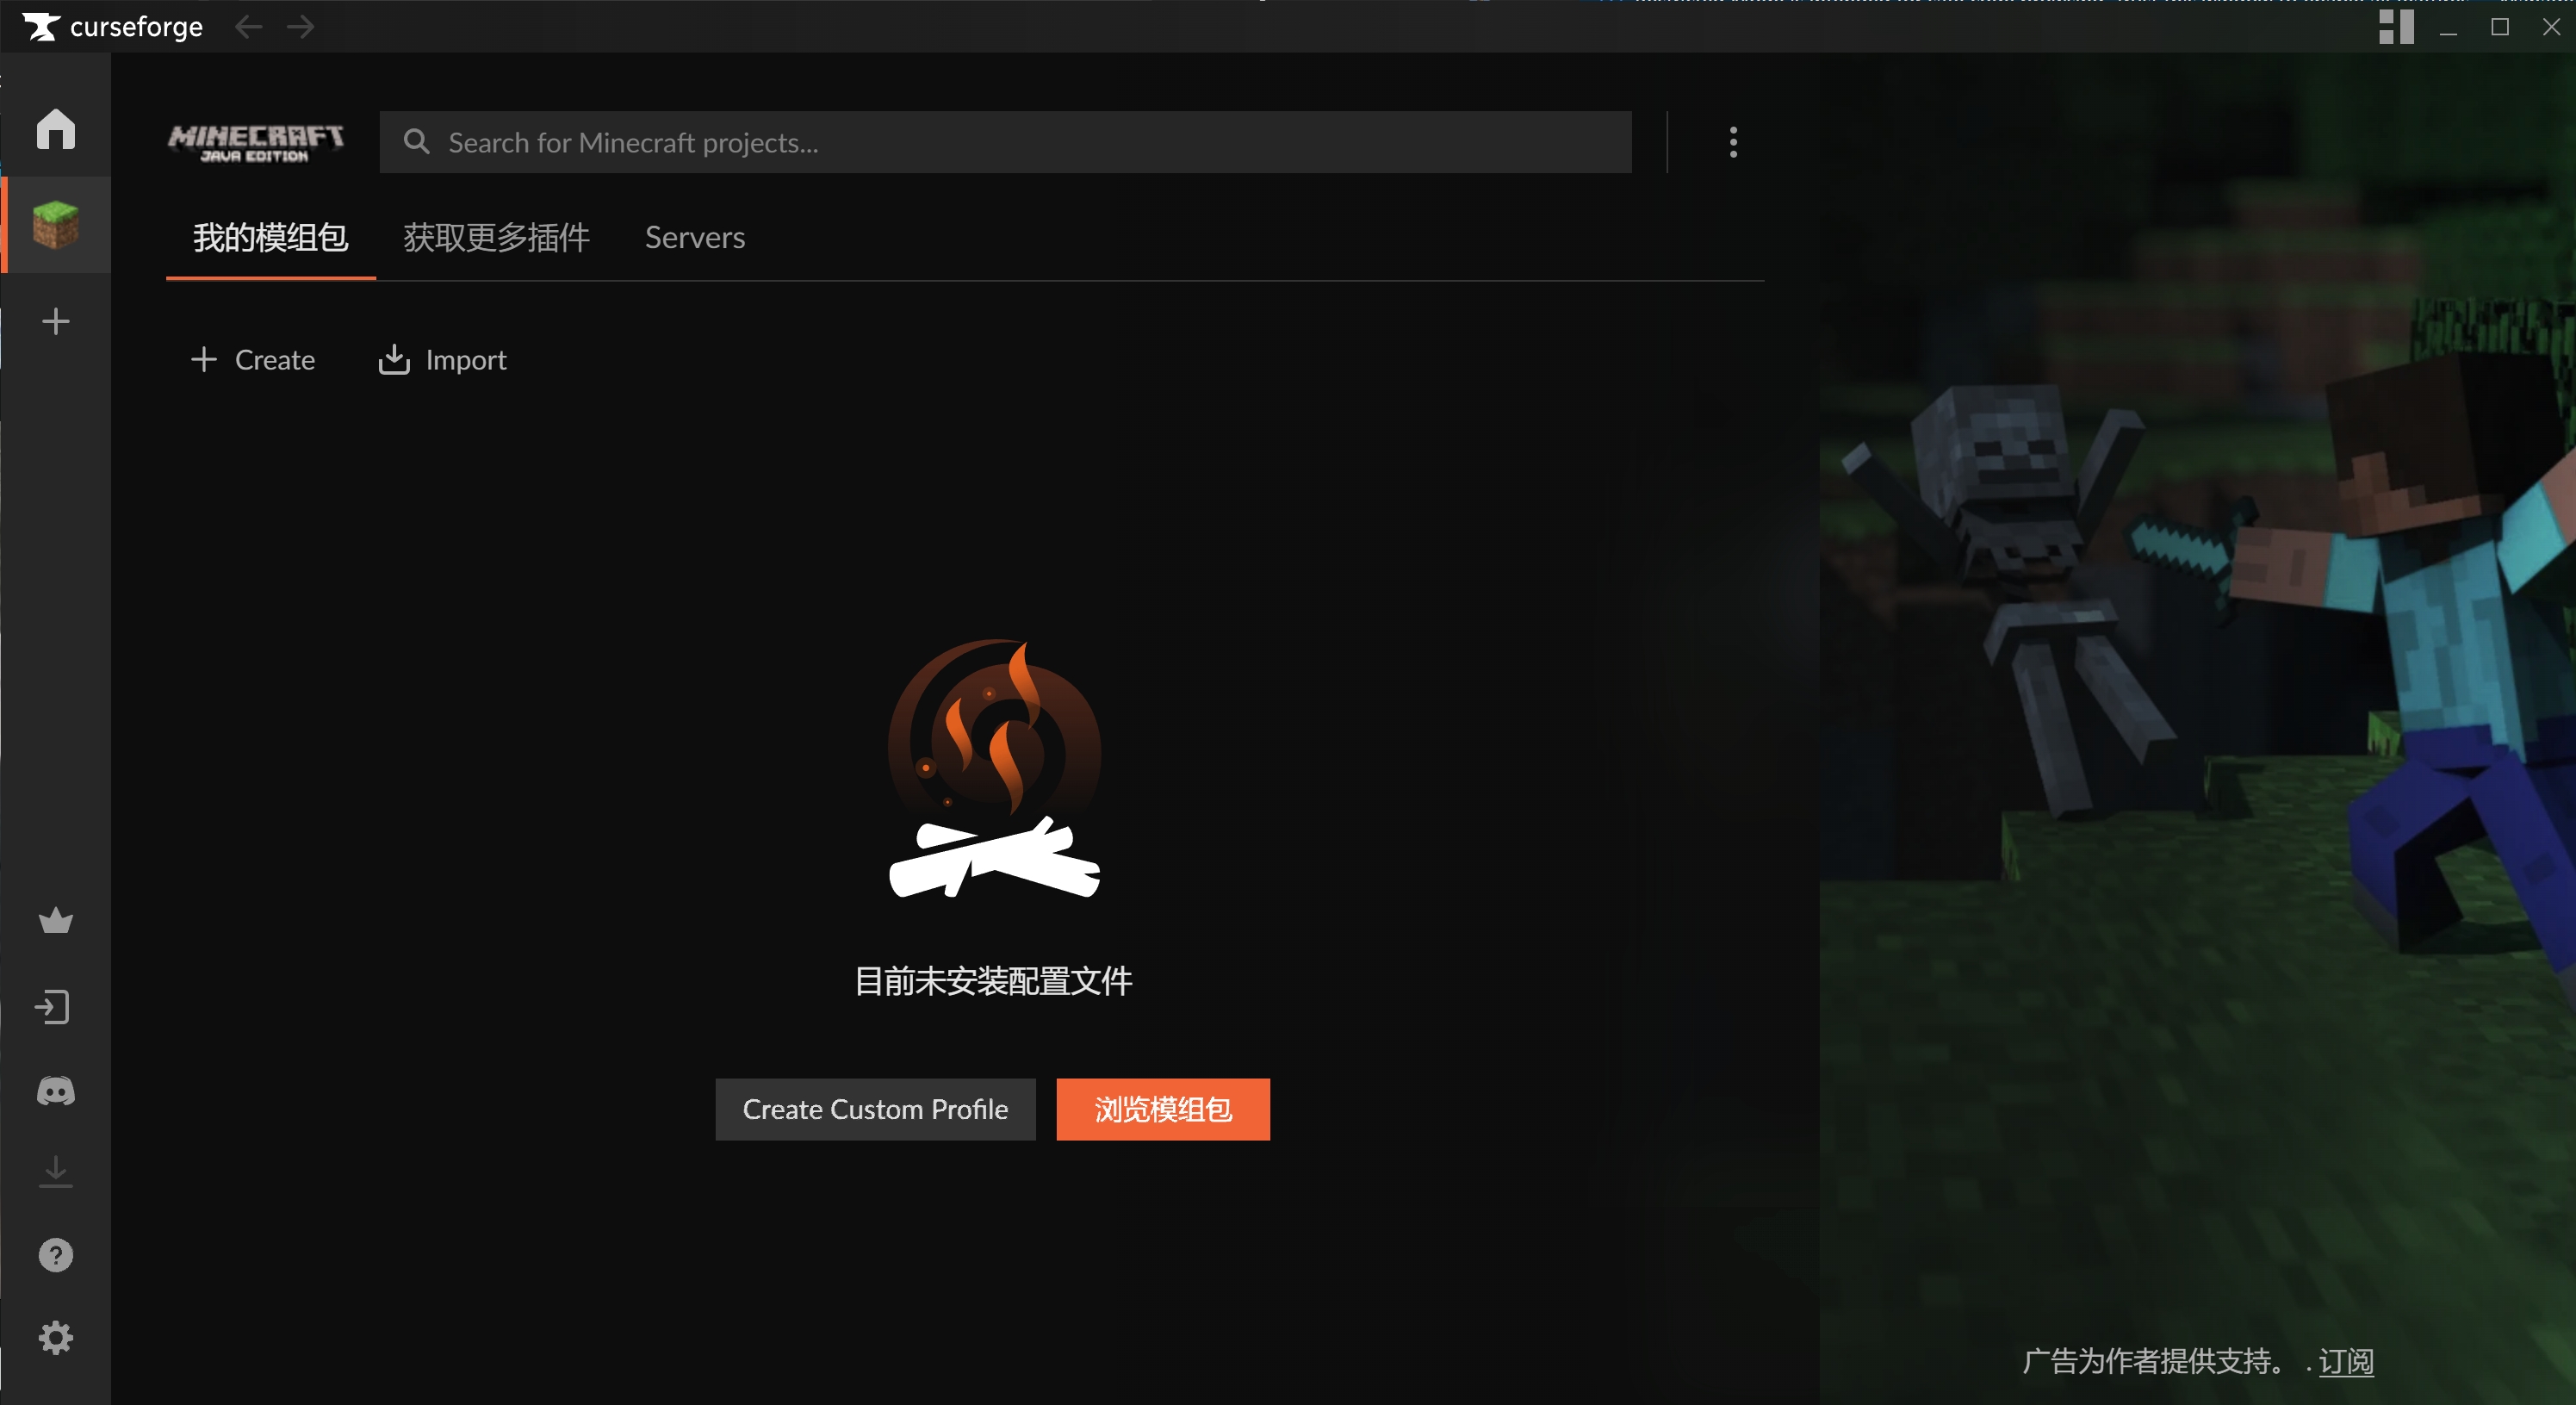 curseforge
MINECRAFT
JAVA EDITION
Search for Minecraft projects...
我的模组包 获取更多插件 Servers
Create Import
目前未安装配置文件
Create Custom Profile 浏览模组包
广告为作者提供支持。 . 订阅